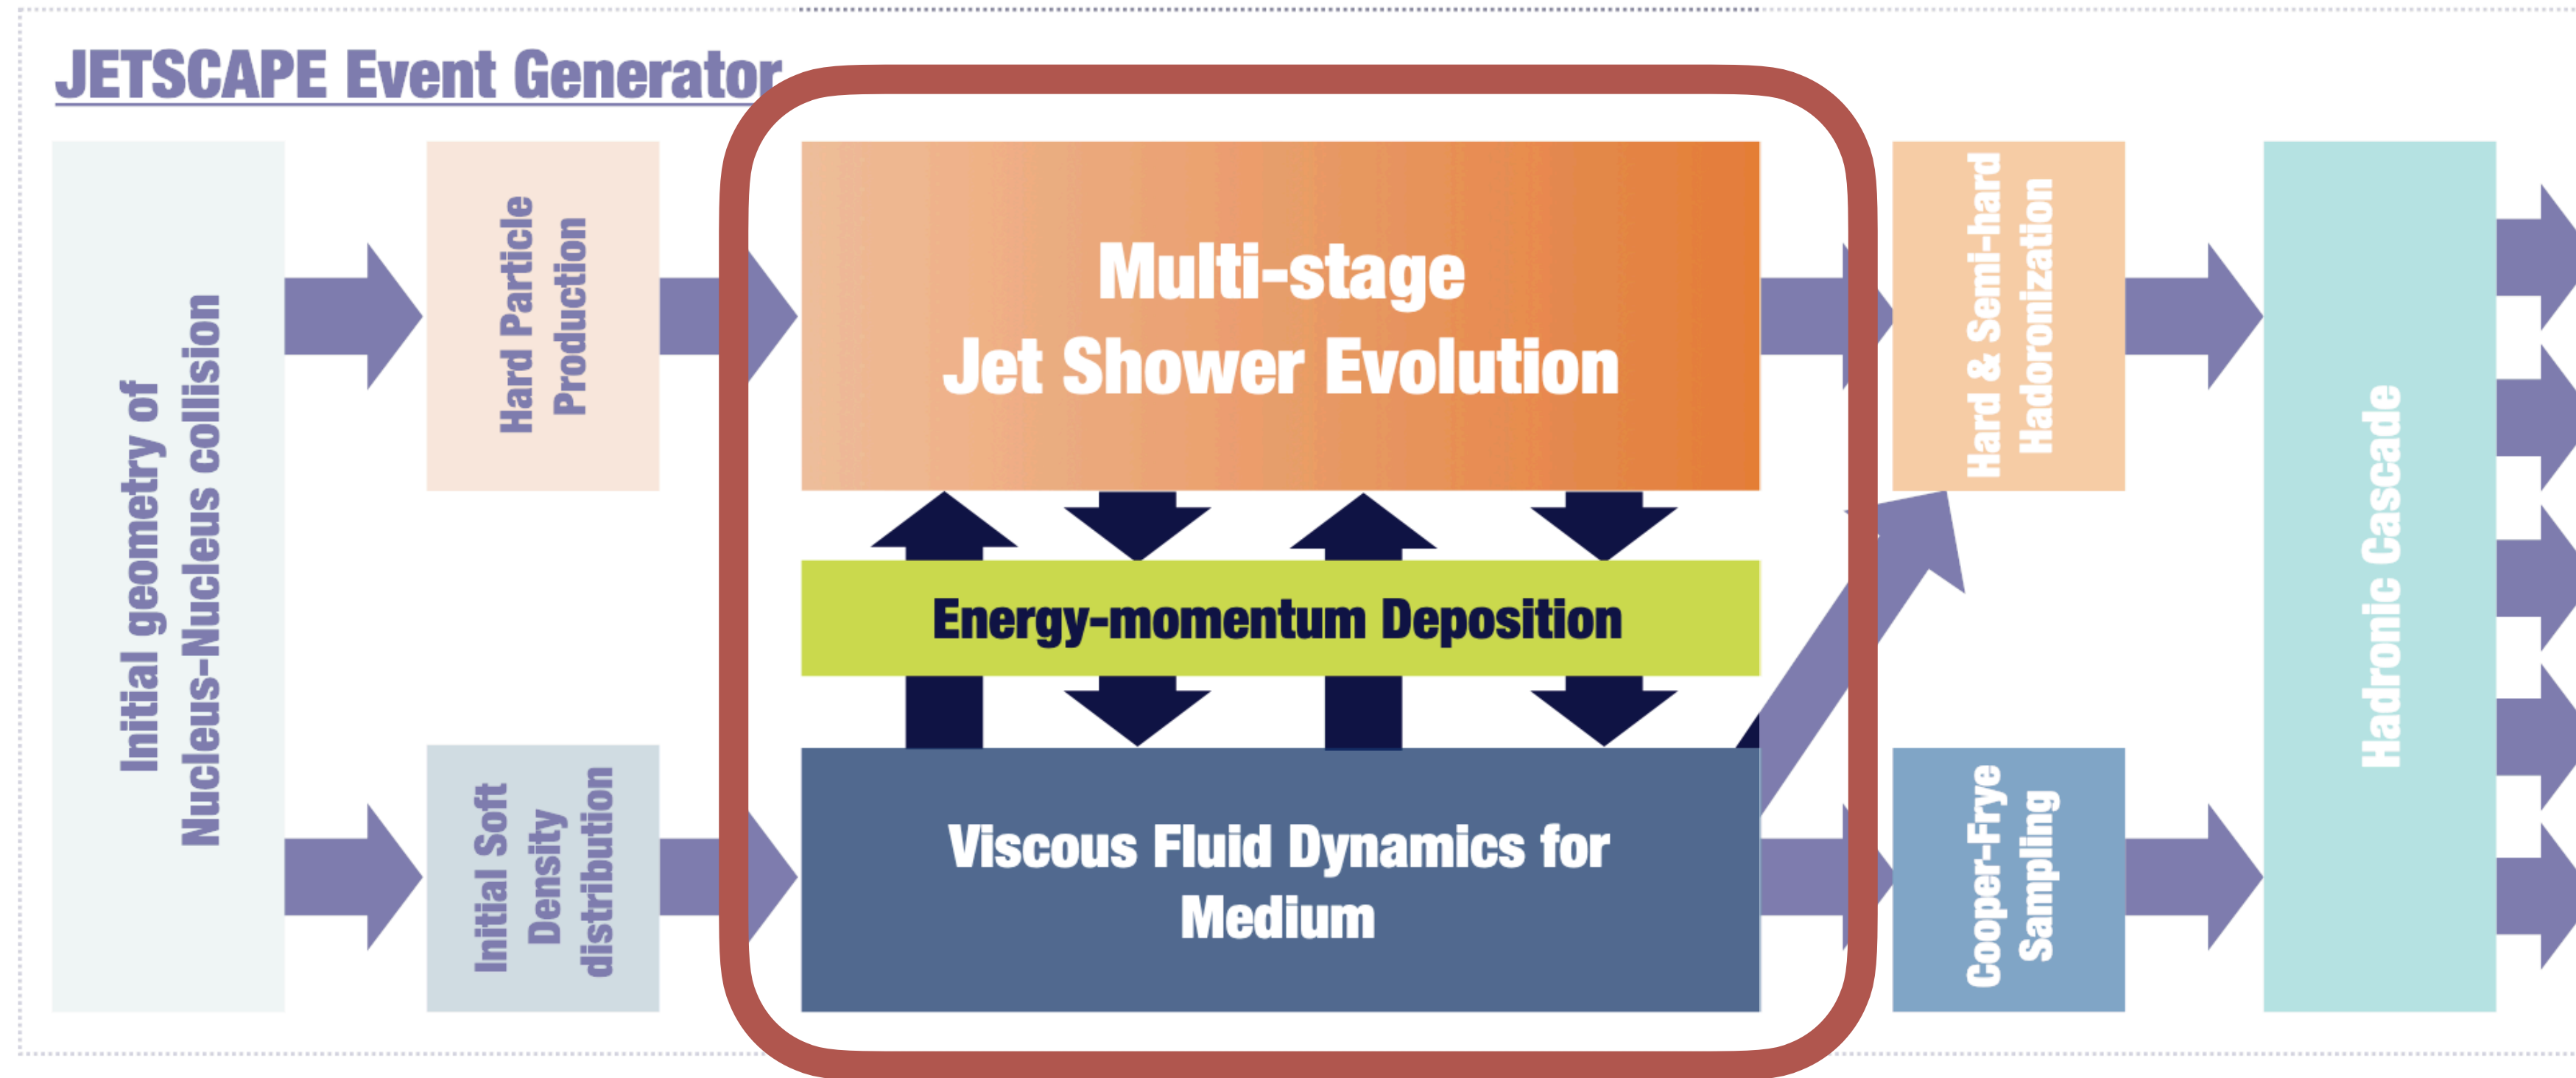 JETSCAPE Event Generator
Initial geometry of
Nucleus-Nucleus collision
Hard Particle
Production
Initial Soft
Density
distribution
Multi-stage
Jet Shower Evolution
Energy-momentum Deposition
Viscous Fluid Dynamics for
Medium
Hard & Semi-hard
Hadoronization
Cooper-Frye
Sampling
Hadronic Cascade